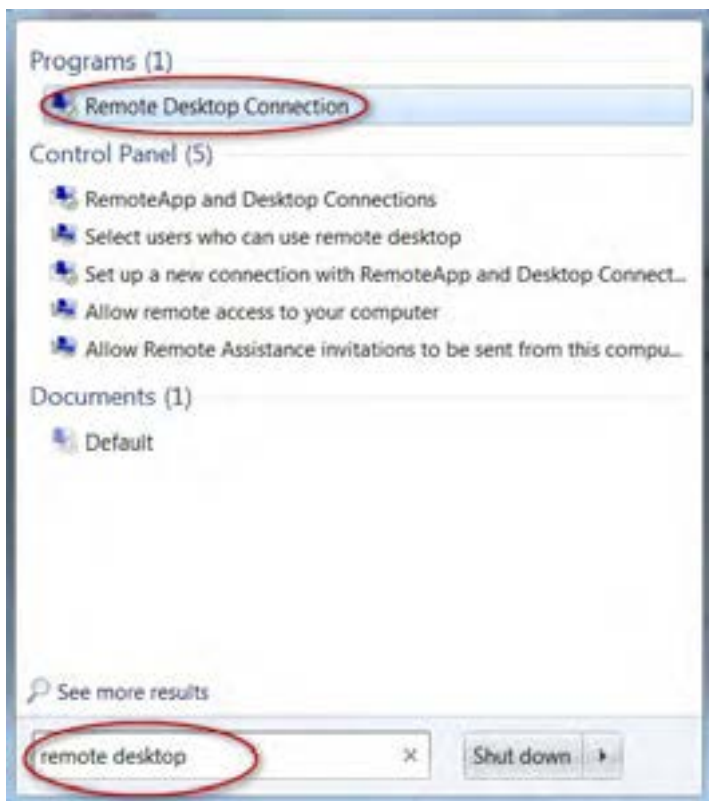 Programs (1)
Remote Desktop Connection
Control Panel (5)
RemoteApp and Desktop Connections
Select users who can use remote desktop
Set up a new connection with RemoteApp and Desktop Connect...
Allow remote access to your computer
Allow Remote Assistance invitations to be sent from this compu...
Documents (1)
Default
See more results
remote desktop
Shut down